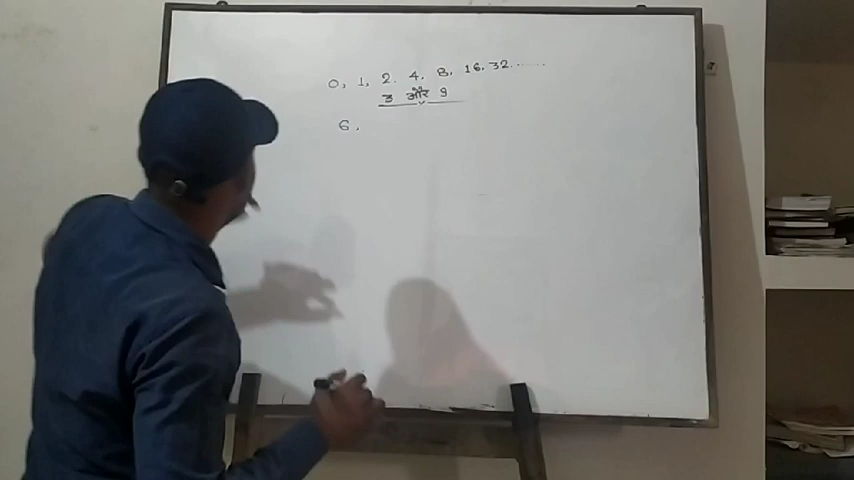 0, 1, 2. 4, 8, 16. 32.......
3 और 9
6,